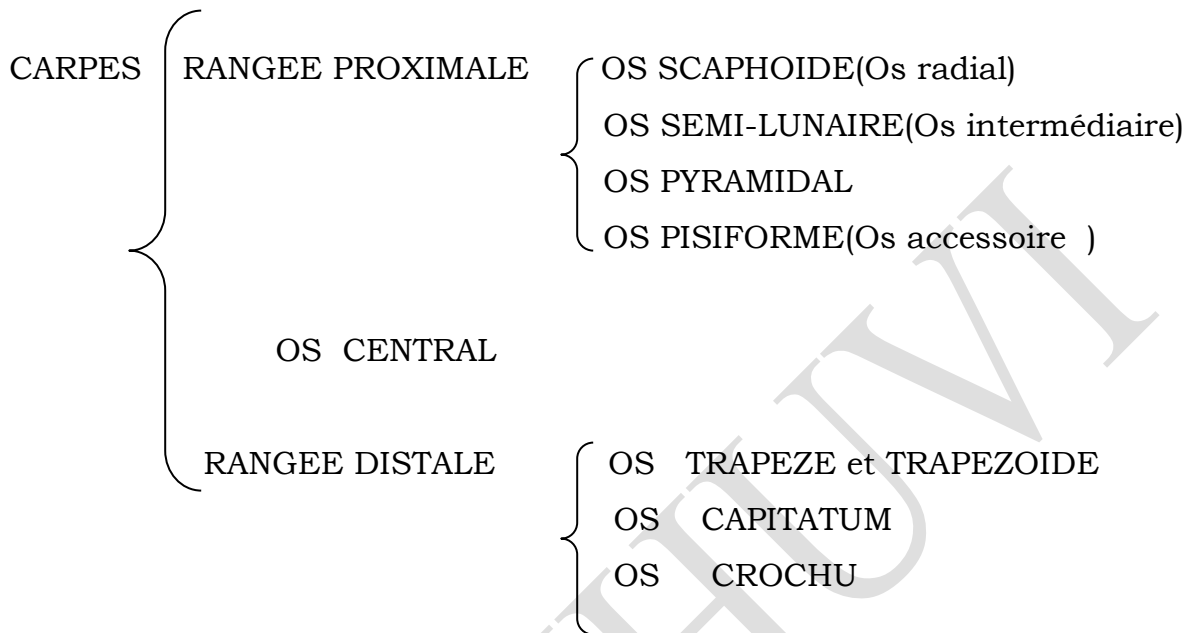 CARPES RANGEE PROXIMALE OS SCAPHOIDE(Os radial)
OS SEMI-LUNAIRE(Os intermédiaire)
OS PYRAMIDAL
OS PISIFORME(Os accessoire )
OS CENTRAL
RANGEE DISTALE OS TRAPEZE et TRAPEZOIDE
OS CAPITATUM
OS CROCHU